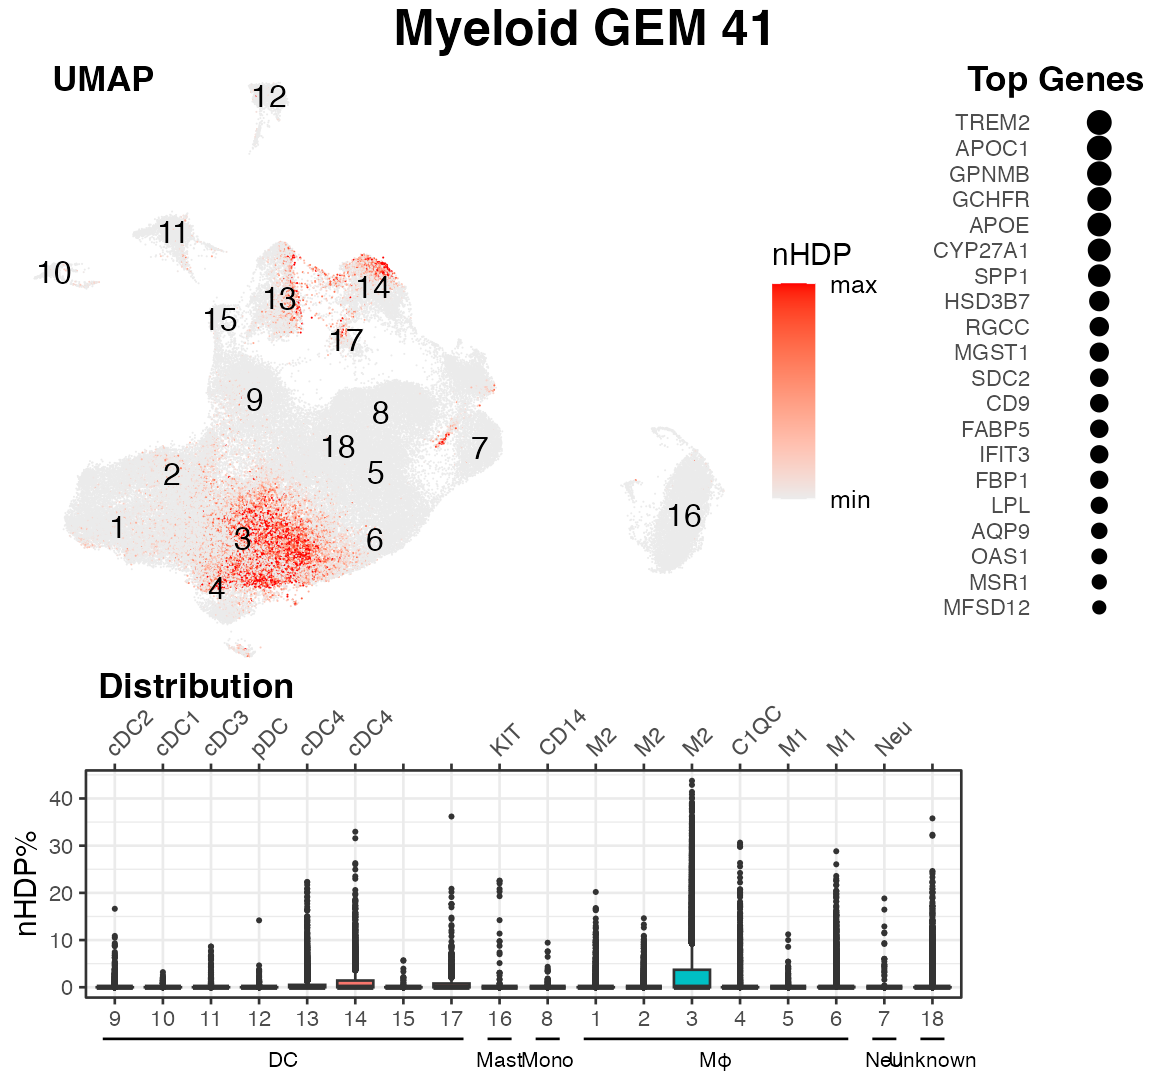 Myeloid GEM 41
UMAP
Top Genes
12
11
10
13
14
15
17
9
8
18
7
5
2
1
3
6
4
16
nHDP
max
min
TREM2
APOC1
GPNMB
GCHFR
APOE
CYP27A1
SPP1
HSD3B7
RGCC
MGST1
SDC2
CD9
FABP5
IFIT3
FBP1
LPL
AQP9
OAS1
MSR1
MFSD12
Distribution
cDC2 cDC1 cDC3 pDC cDC4 cDC4 KIT CD14 M2 M2 M2 C1QC M1 M1 Neu
nHDP%
40
30
20
10
0
9 10 11 12 13 14 15 17 16 8 1 2 3 4 5 6 7 18
DC Mast Mono Mϕ Neu Unknown